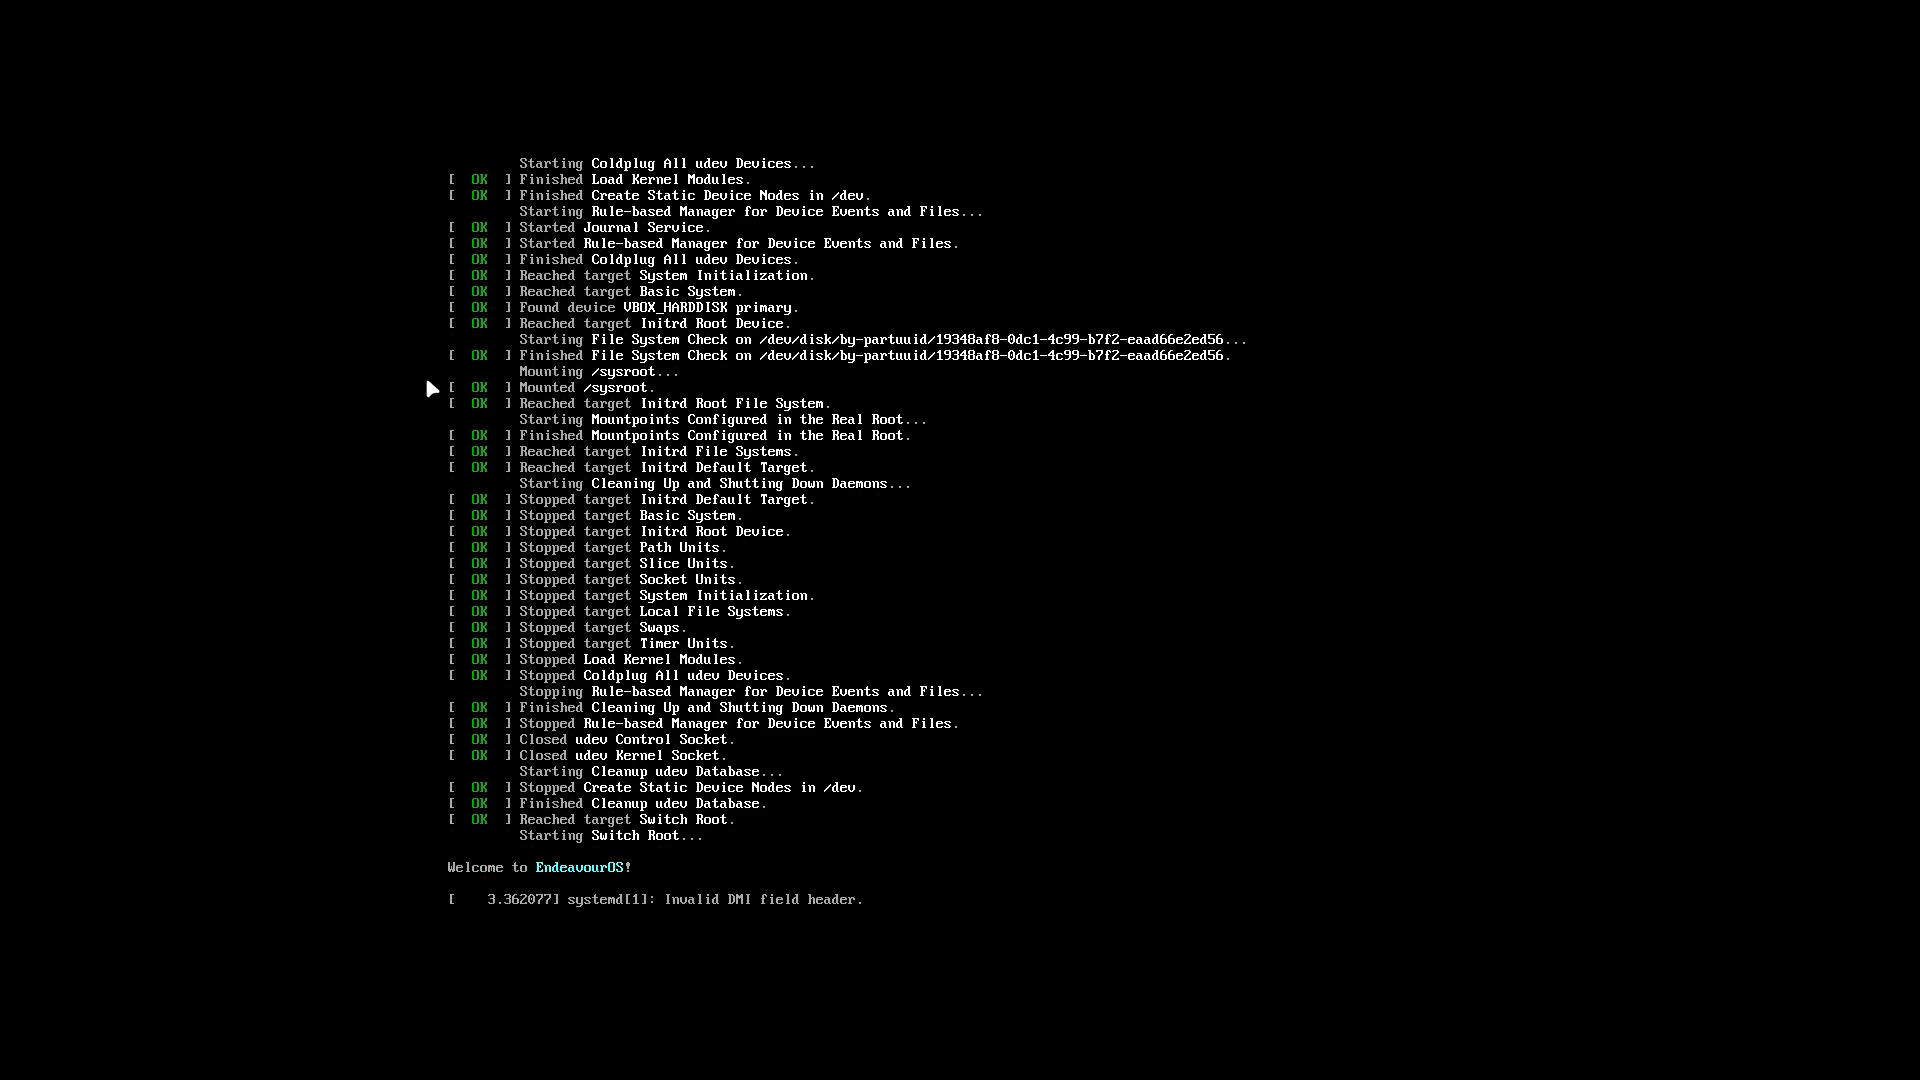 Starting Coldplug All udev Devices...
[  OK  ] Finished Load Kernel Modules.
[  OK  ] Finished Create Static Device Nodes in /dev.
Starting Rule-based Manager for Device Events and Files...
[  OK  ] Started Journal Service.
[  OK  ] Started Rule-based Manager for Device Events and Files.
[  OK  ] Finished Coldplug All udev Devices.
[  OK  ] Reached target System Initialization.
[  OK  ] Reached target Basic System.
[  OK  ] Found device VBOX_HARDDISK primary.
[  OK  ] Reached target Initrd Root Device.
Starting File System Check on /dev/disk/by-partuuid/19348af8-0dc1-4c99-b7f2-eaad66e2ed56...
[  OK  ] Finished File System Check on /dev/disk/by-partuuid/19348af8-0dc1-4c99-b7f2-eaad66e2ed56.
Mounting /sysroot...
[  OK  ] Mounted /sysroot.
[  OK  ] Reached target Initrd Root File System.
Starting Mountpoints Configured in the Real Root...
[  OK  ] Finished Mountpoints Configured in the Real Root.
[  OK  ] Reached target Initrd File Systems.
[  OK  ] Reached target Initrd Default Target.
Starting Cleaning Up and Shutting Down Daemons...
[  OK  ] Stopped target Initrd Default Target.
[  OK  ] Stopped target Basic System.
[  OK  ] Stopped target Initrd Root Device.
[  OK  ] Stopped target Path Units.
[  OK  ] Stopped target Slice Units.
[  OK  ] Stopped target Socket Units.
[  OK  ] Stopped target System Initialization.
[  OK  ] Stopped target Local File Systems.
[  OK  ] Stopped target Swaps.
[  OK  ] Stopped target Timer Units.
[  OK  ] Stopped Load Kernel Modules.
[  OK  ] Stopped Coldplug All udev Devices.
Stopping Rule-based Manager for Device Events and Files...
[  OK  ] Finished Cleaning Up and Shutting Down Daemons.
[  OK  ] Stopped Rule-based Manager for Device Events and Files.
[  OK  ] Closed udev Control Socket.
[  OK  ] Closed udev Kernel Socket.
Starting Cleanup udev Database...
[  OK  ] Stopped Create Static Device Nodes in /dev.
[  OK  ] Finished Cleanup udev Database.
[  OK  ] Reached target Switch Root.
Starting Switch Root...
Welcome to EndeavourOS!
[    3.362077] systemd[1]: Invalid DMI field header.